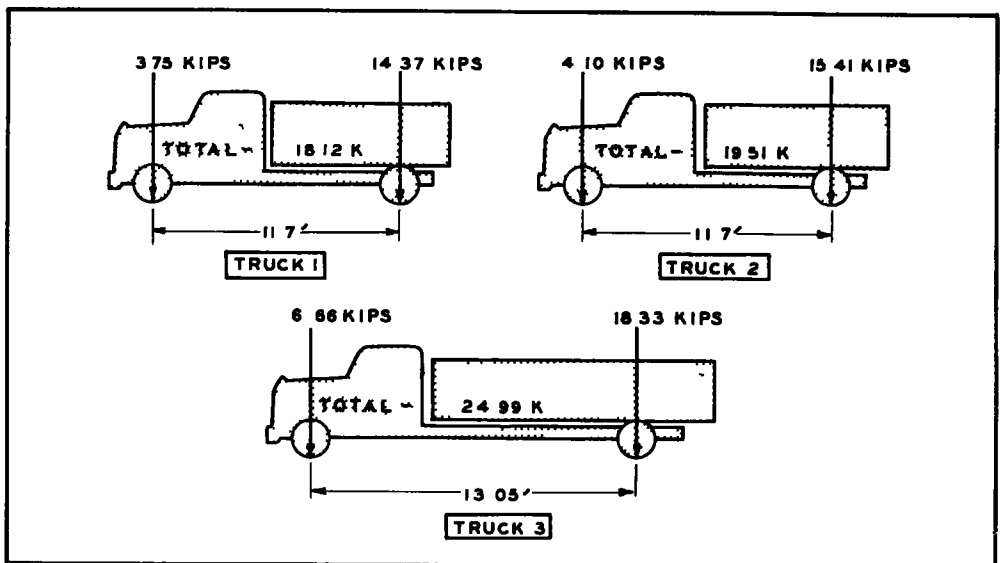 3 75 KIPS
14 37 KIPS
TOTAL-
18 12 K
11 7'
TRUCK 1
4 10 KIPS
15 41 KIPS
TOTAL-
19 51 K
11 7'
TRUCK 2
6 66 KIPS
18 33 KIPS
TOTAL-
24 99 K
13 05'
TRUCK 3